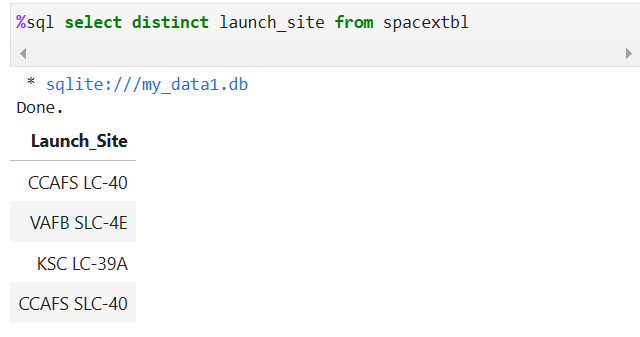 %sql select distinct launch_site from spacextbl
* sqlite:///my_data1.db
Done.
Launch_Site
CCAFS LC-40
VAFB SLC-4E
KSC LC-39A
CCAFS SLC-40